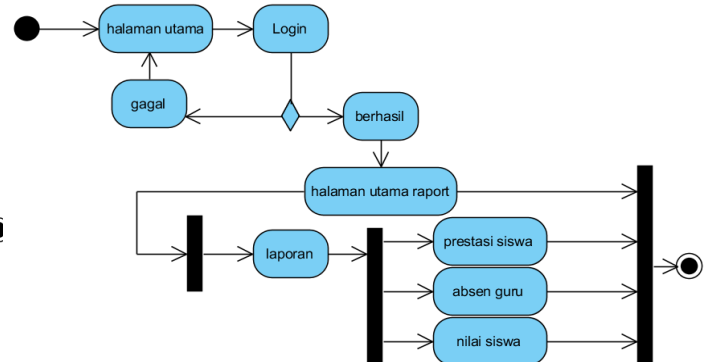 halaman utama
Login
gagal
berhasil
halaman utama raport
laporan
prestasi siswa
absen guru
nilai siswa